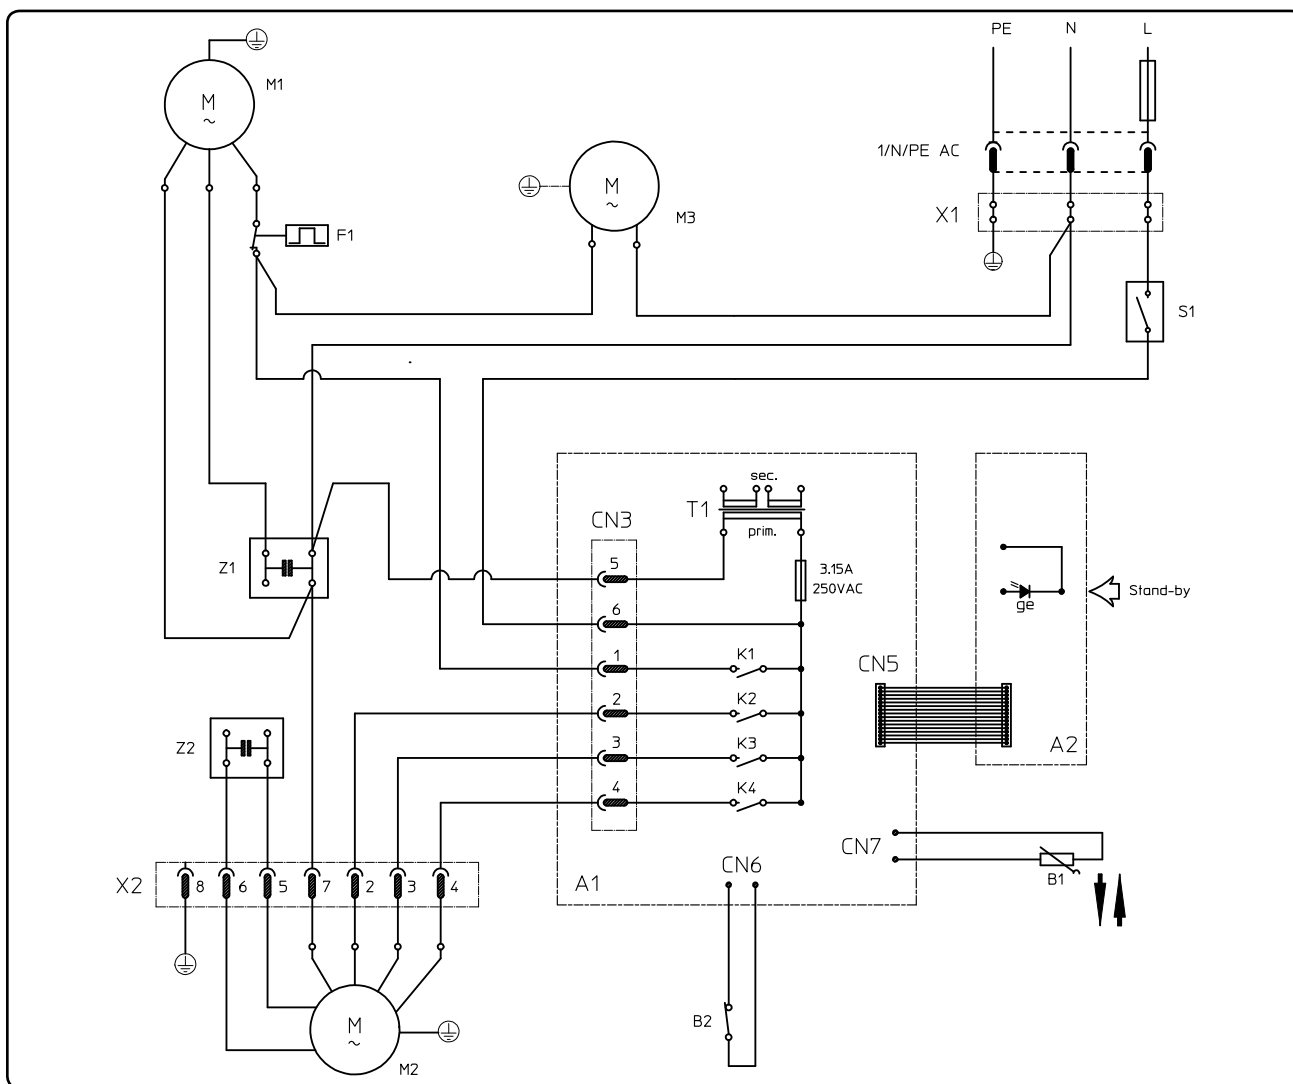 PE N L
M1
M
~
1/N/PE AC
M
~
M3
X1
F1
S1
sec.
T1
CN3
prim.
5
3.15A
250VAC
Z1
6
ge
Stand-by
1
K1
CN5
2
K2
Z2
3
K3
A2
4
K4
CN7
CN6
B1
X2
8 6 5 7 2 3 4
A1
B2
M
~
M2